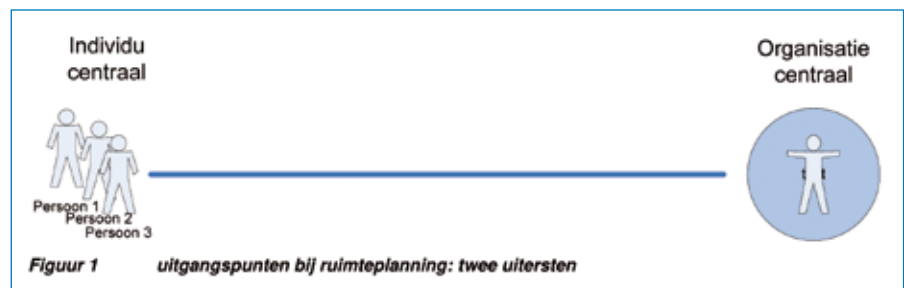 Individu
centraal
Organisatie
centraal
Persoon 1
Persoon 2
Persoon 3
Figuur 1 uitgangspunten bij ruimteplanning: twee uitersten